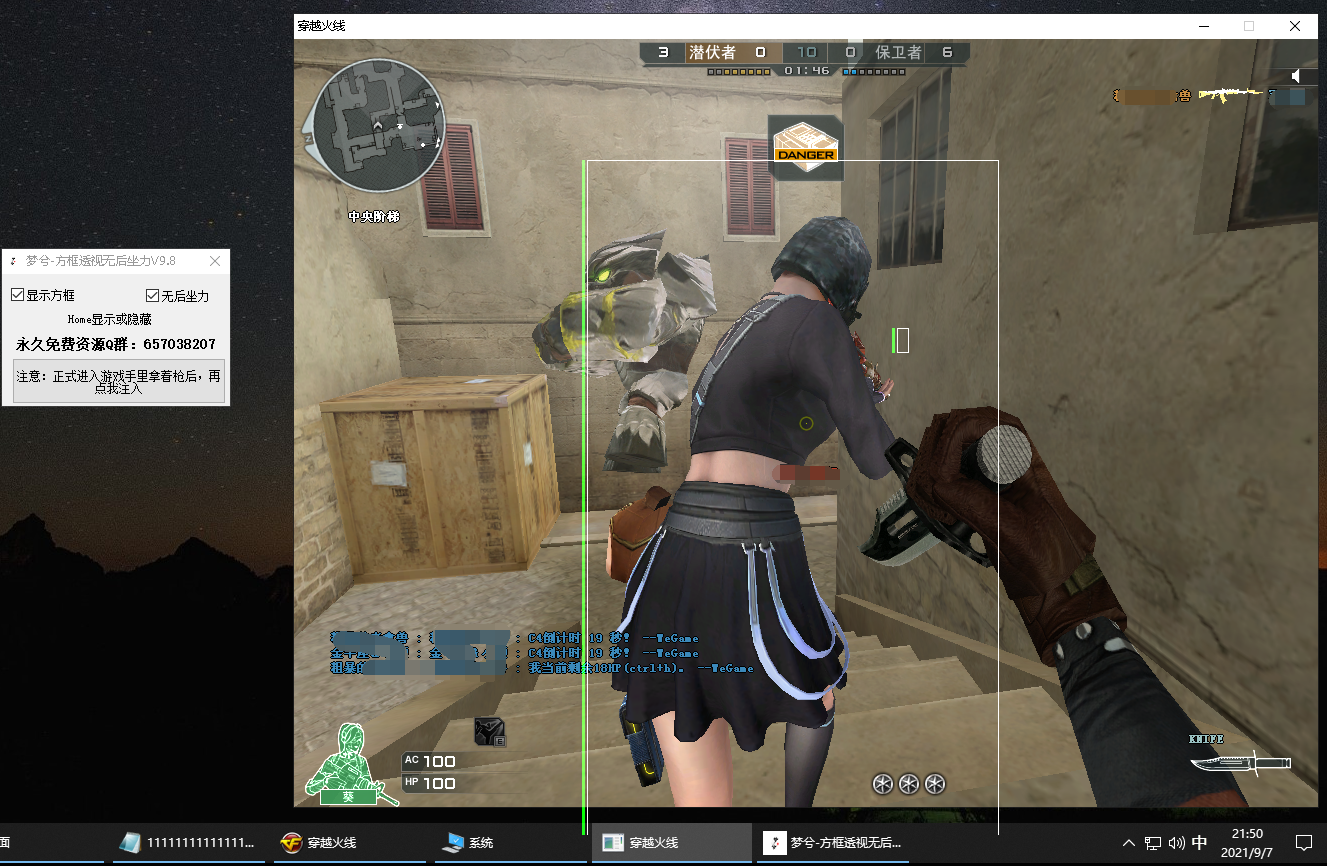 穿越火线
3 潜伏者 0 10 0 保卫者 6
01:46
兽
DANGER
中央阶梯
梦兮-方框透视无后坐力V9.8
显示方框 无后坐力
Home显示或隐藏
永久免费资源Q群：657038207
注意：正式进入游戏手里拿着枪后，再
点我注入
： C4倒计时 19 秒! --WeGame
： C4倒计时 19 秒! --WeGame
粗暴的 ： 我当前剩余18HP(ctrl+h)。 --WeGame
E
AC 100
HP 100
葵
KNIFE
面 11111111111111... 穿越火线 系统 穿越火线 梦兮-方框透视无后... 中 21:50
2021/9/7